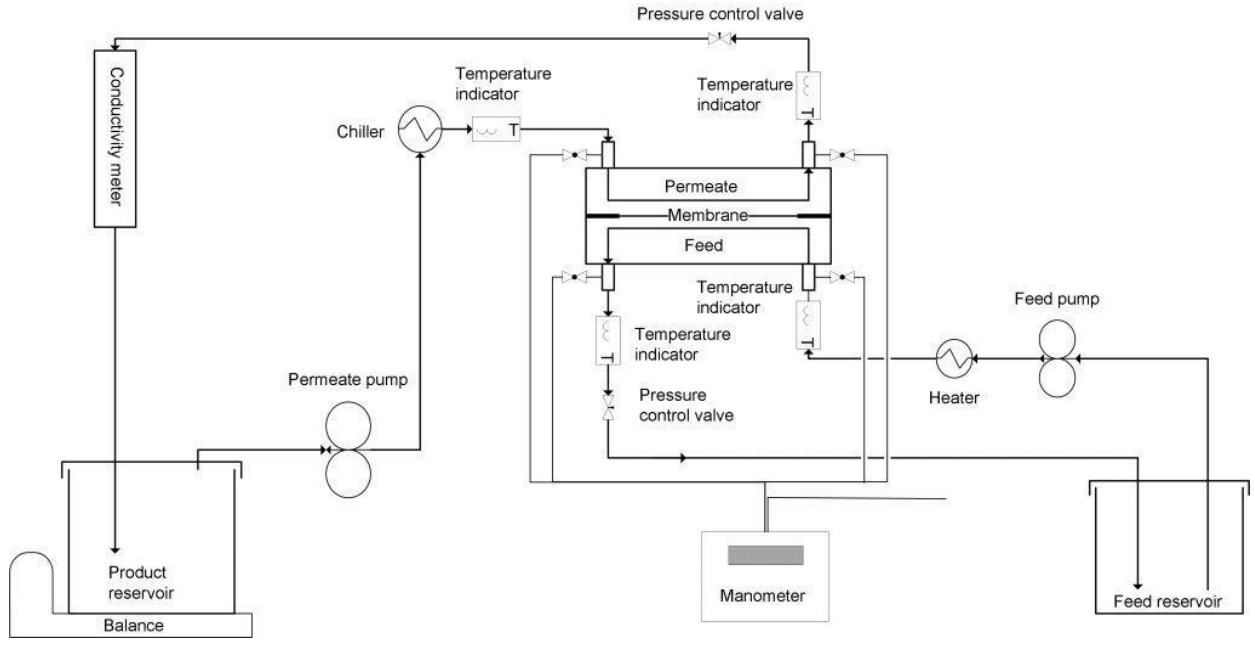 Pressure control valve
Conductivity meter
Temperature
indicator
T
Chiller
Temperature
indicator
T
Permeate
Membrane
Feed
Temperature
indicator
T
Temperature
indicator
T
Feed pump
Heater
Pressure
control valve
Permeate pump
Product
reservoir
Balance
Manometer
Feed reservoir